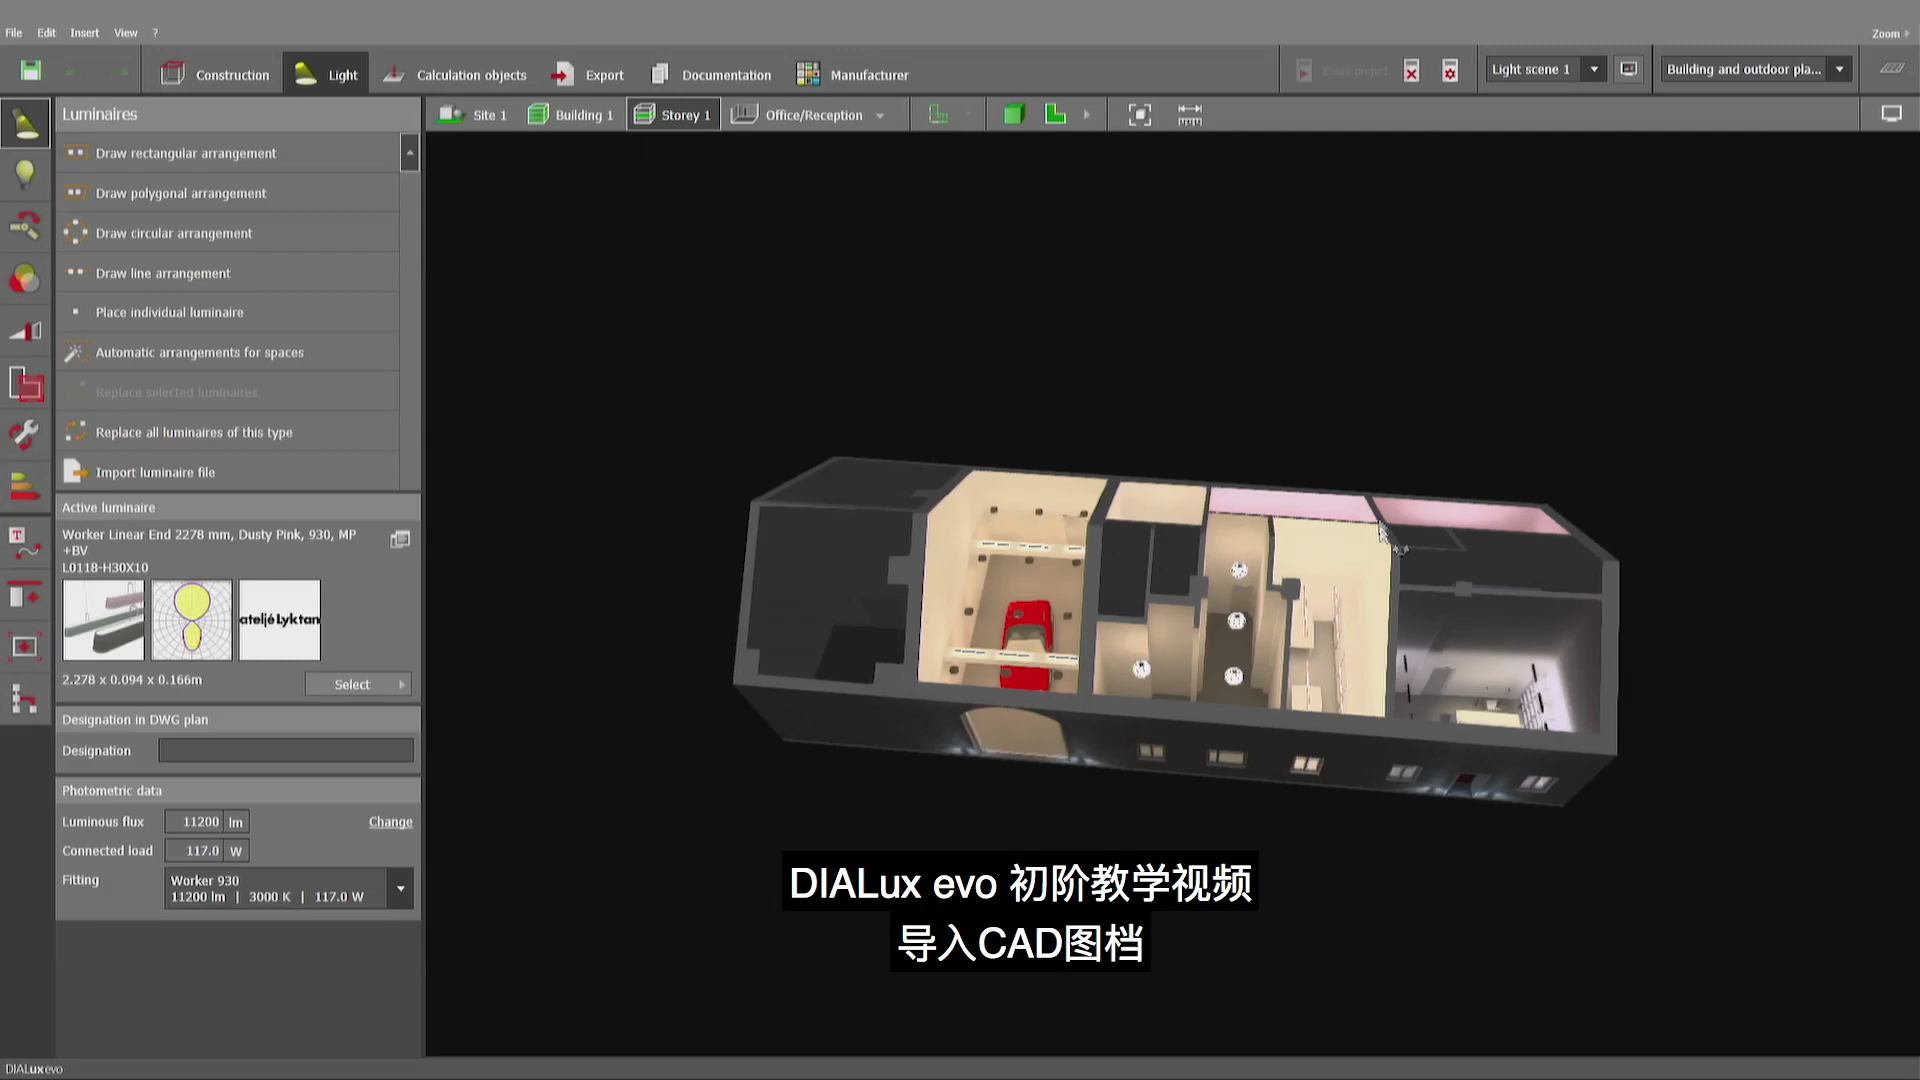 File Edit Insert View ?
Zoom
Construction Light Calculation objects Export Documentation Manufacturer
Entire project
Light scene 1
Building and outdoor pla...
Luminaires
Site 1 Building 1 Storey 1 Office/Reception
Draw rectangular arrangement
Draw polygonal arrangement
Draw circular arrangement
Draw line arrangement
Place individual luminaire
Automatic arrangements for spaces
Replace selected luminaires
Replace all luminaires of this type
Import luminaire file
Active luminaire
Worker Linear End 2278 mm, Dusty Pink, 930, MP
+BV
L0118-H30X10
ateljé Lyktan
2.278 x 0.094 x 0.166m
Select
Designation in DWG plan
Designation
Photometric data
Luminous flux 11200 lm Change
Connected load 117.0 W
Fitting Worker 930
11200 lm | 3000 K | 117.0 W
DIALux evo 初阶教学视频
导入CAD图档
DIALux evo